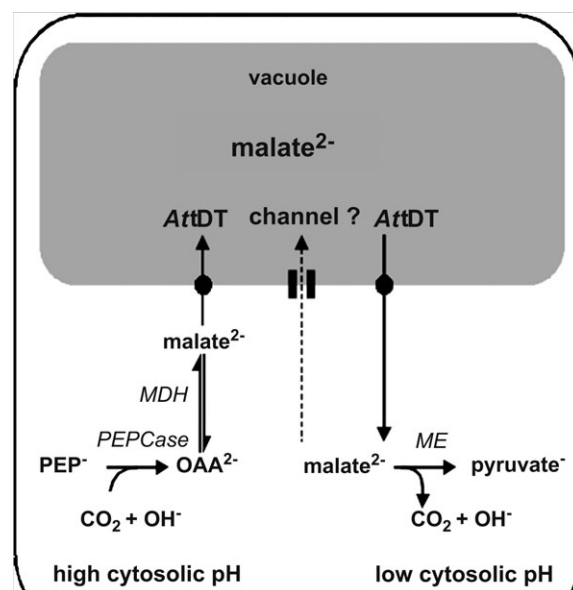 vacuole
malate²⁻
AttDT channel ? AttDT
malate²⁻
MDH
PEPCase ME
PEP⁻ OAA²⁻ malate²⁻ pyruvate⁻
CO₂ + OH⁻ CO₂ + OH⁻
high cytosolic pH low cytosolic pH